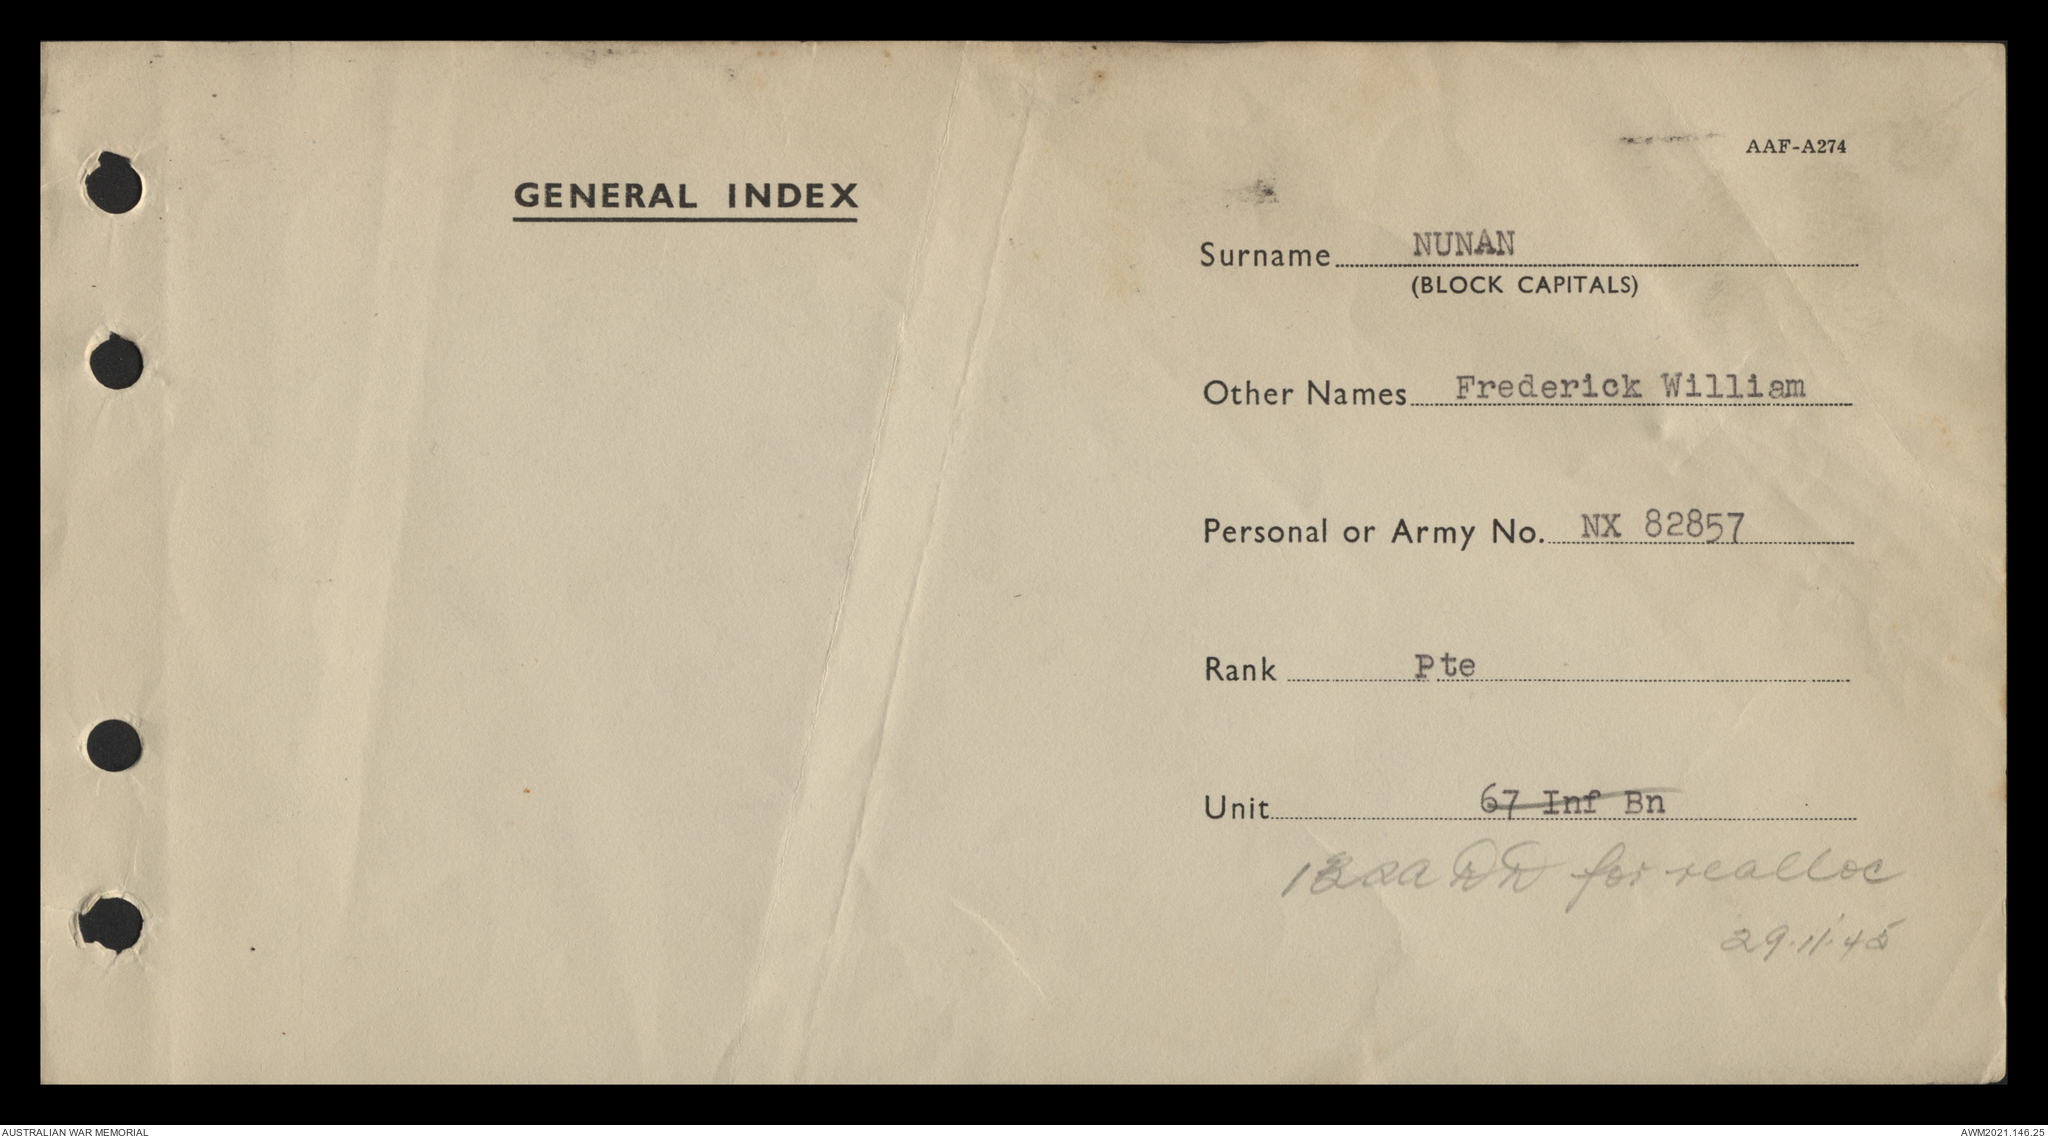 AAF-A274
GENERAL INDEX
Surname NUNAN
(BLOCK CAPITALS)
Other Names Frederick William
Personal or Army No. NX 82857
Rank Pte
Unit 67 Inf Bn
for realloc
29.11.45
AUSTRALIAN WAR MEMORIAL
AWM2021.146.25